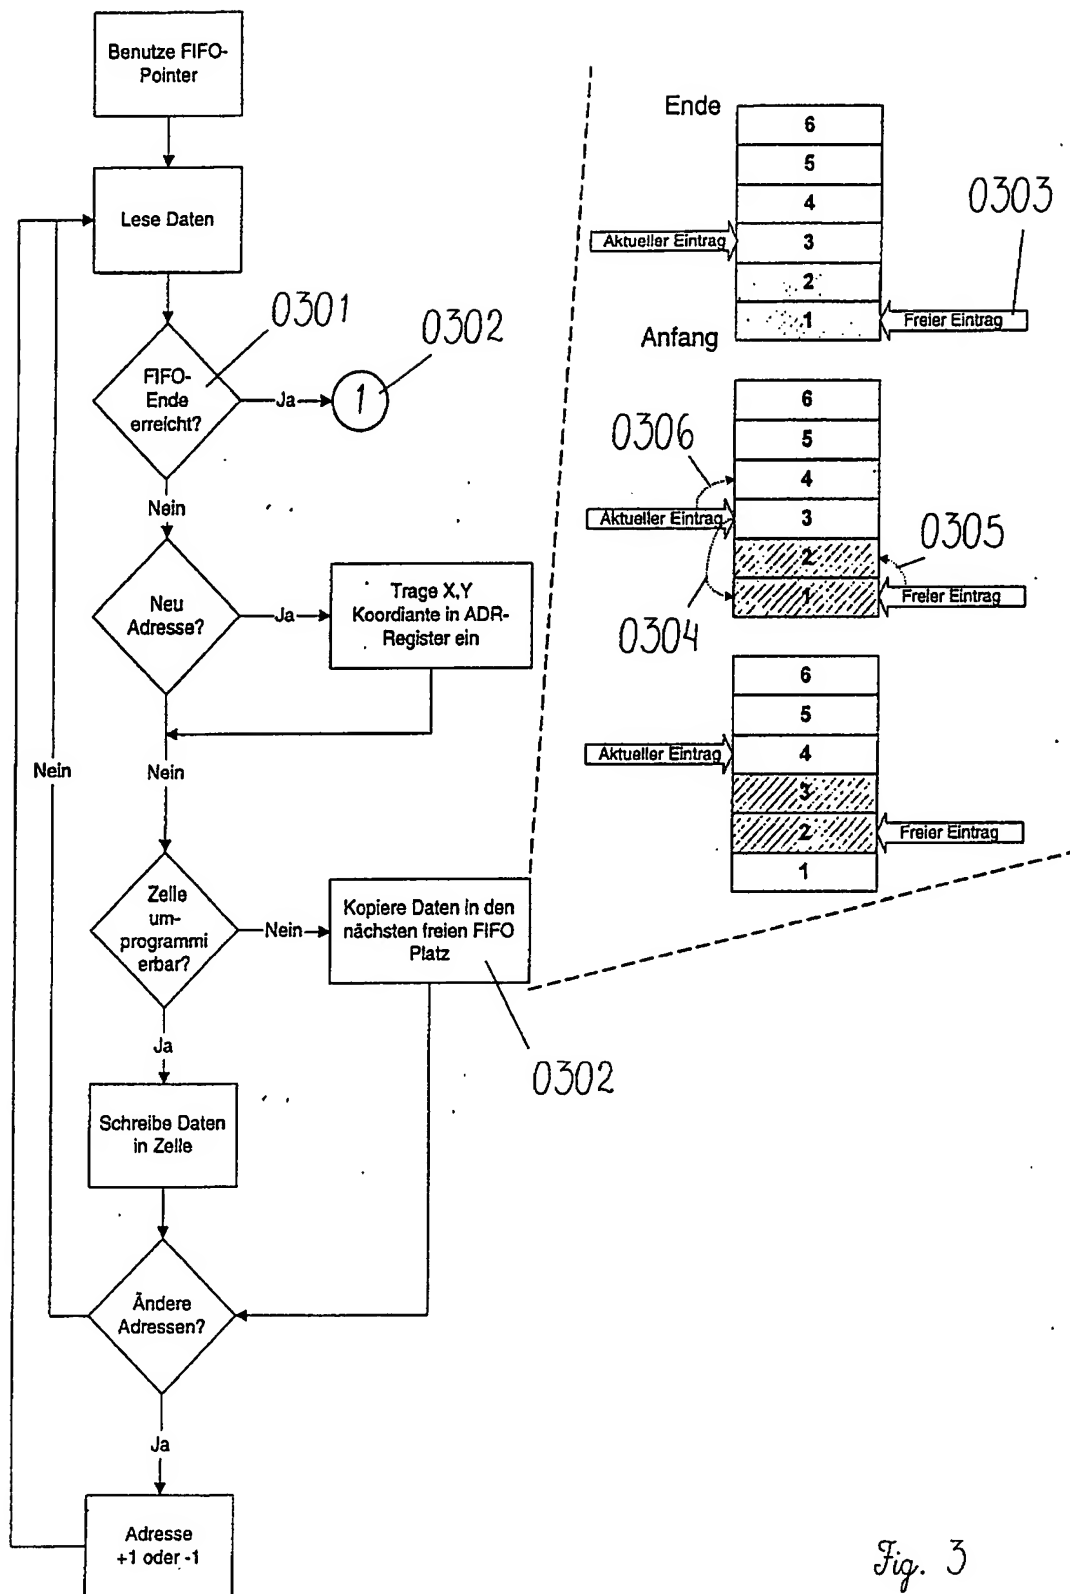 Benutze FIFO-
Pointer
Lese Daten
0301
0302
FIFO-
Ende
erreicht?
Ja
1
Nein
Neu
Adresse?
Ja
Trage X,Y
Koordiante in ADR-
Register ein
Nein
Nein
Zelle
um-
programmi
erbar?
Nein
Kopiere Daten in den
nächsten freien FIFO
Platz
0302
Ja
Schreibe Daten
in Zelle
Ändere
Adressen?
Ja
Adresse
+1 oder -1
Ende
6
5
4
0303
Aktueller Eintrag
3
2
1
Freier Eintrag
Anfang
6
0306
5
4
Aktueller Eintrag
3
0305
2
1
Freier Eintrag
0304
6
5
Aktueller Eintrag
4
3
2
Freier Eintrag
1
Fig. 3